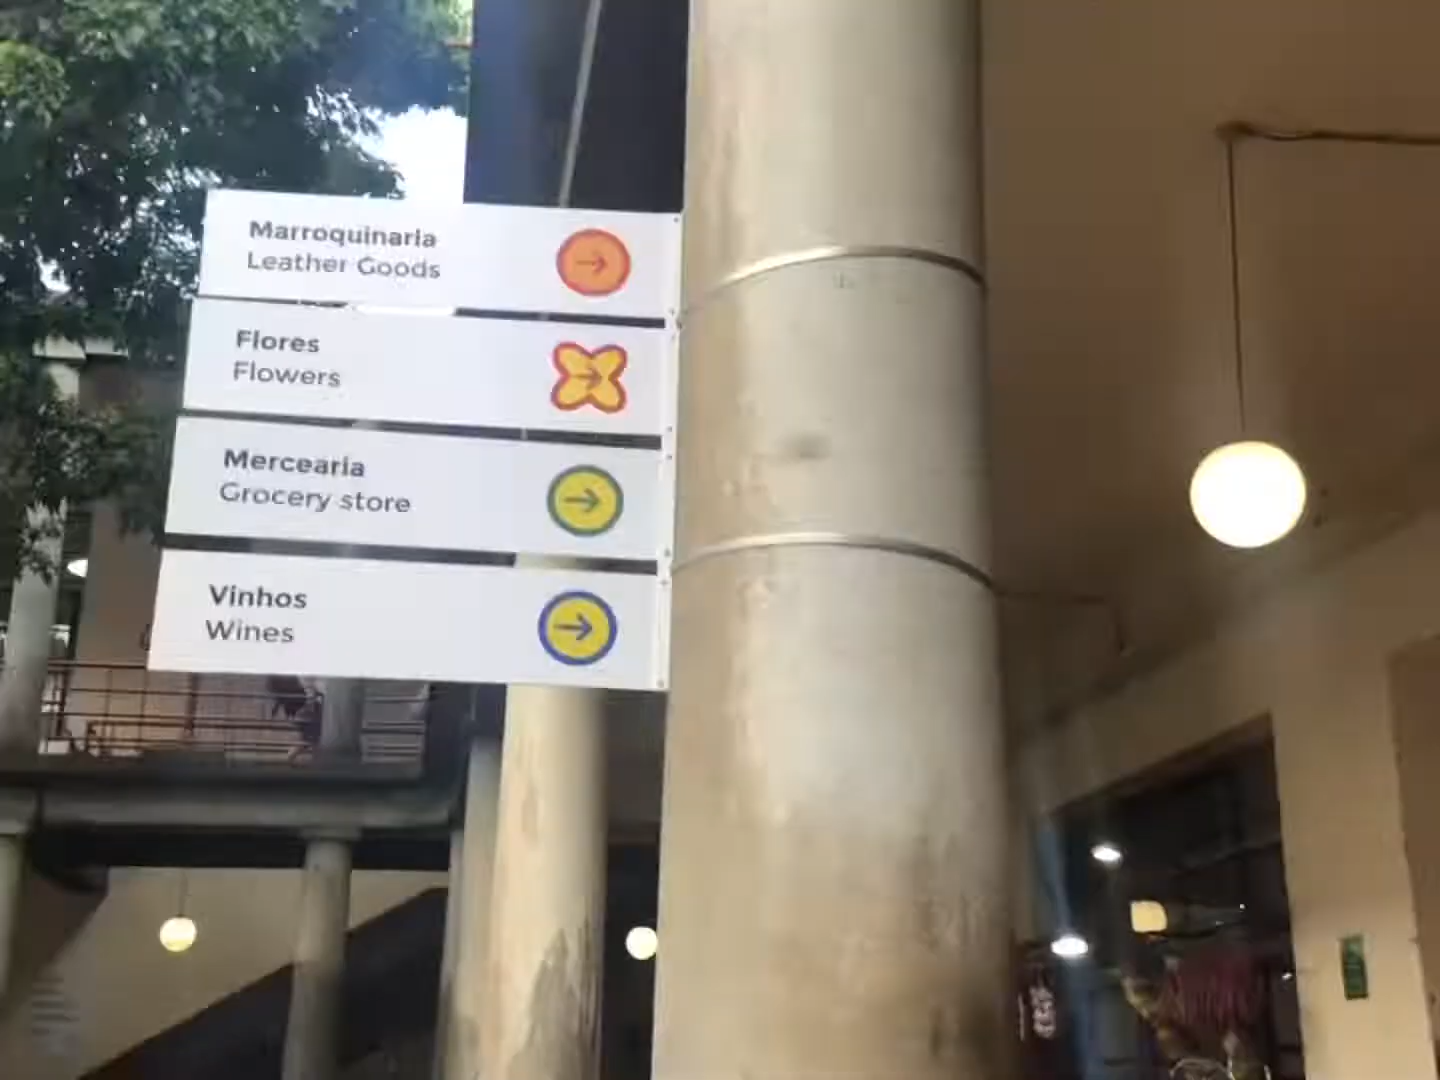 Marroquinaria
Leather Goods
Flores
Flowers
Mercearia
Grocery store
Vinhos
Wines